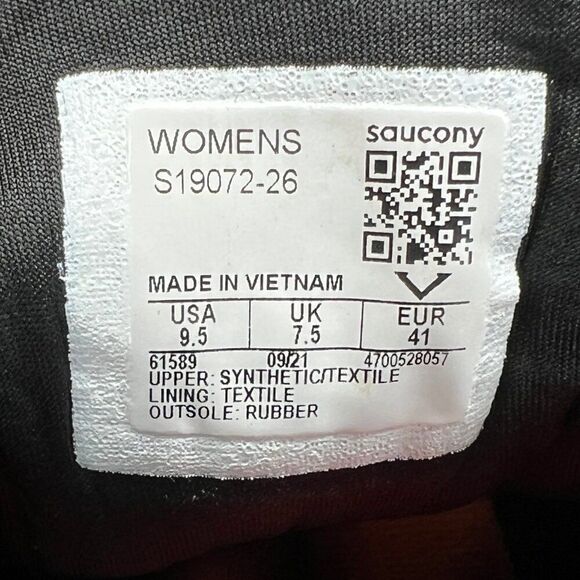 WOMENS
saucony
S19072-26
MADE IN VIETNAM
USA UK EUR
9.5 7.5 41
61589 09/21 4700528057
UPPER: SYNTHETIC/TEXTILE
LINING: TEXTILE
OUTSOLE: RUBBER